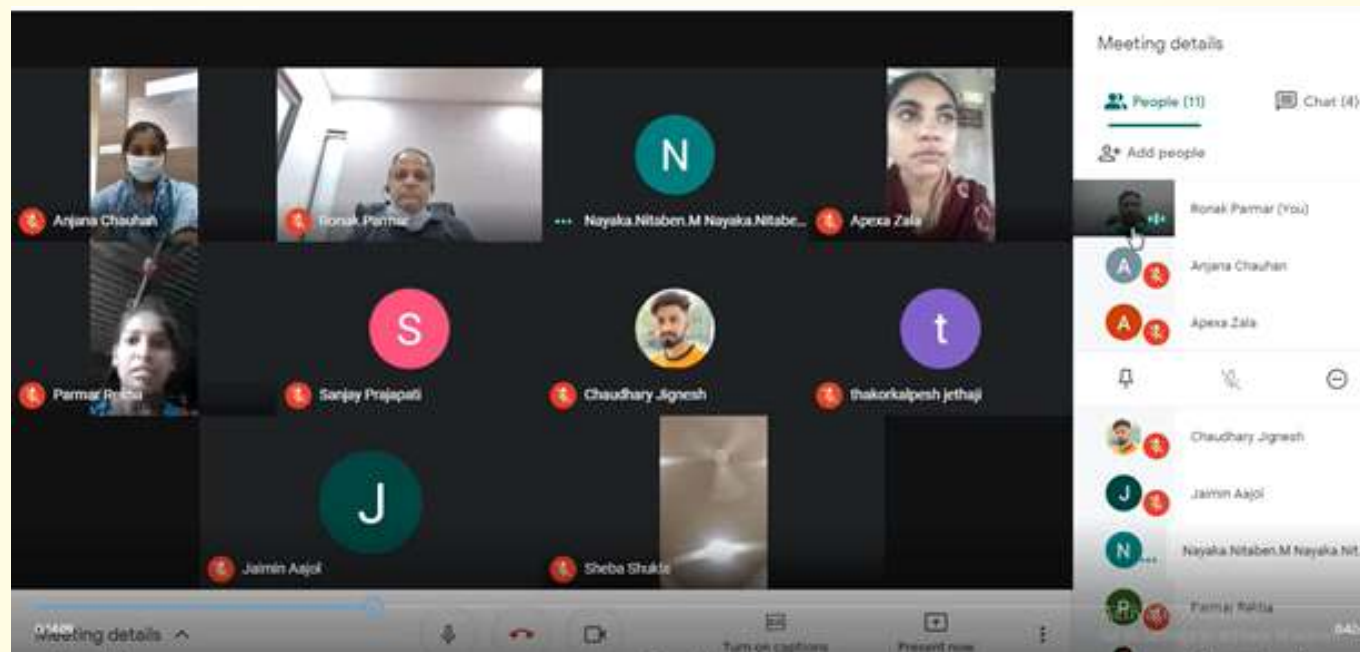 Meeting details
People (11)
Chat (4)
Add people
Anjana Chauhan
Ronak Parmar
Nayaka.Nitaben.M Nayaka.Nitabe...
Apexa Zala
Ronak Parmar (You)
A
Anjana Chauhan
A
Apexa Zala
N
Parmar Rekha
S
Sanjay Prajapati
Chaudhary Jignesh
t
thakorkalpesh jethaji
Chaudhary Jignesh
J
Jaimin Aajol
N
Nayaka.Nitaben.M Nayaka.Nit...
P
Parmar Rekha
J
Jaimin Aajol
Sheba Shukla
Meeting details
Turn on captions
Present now